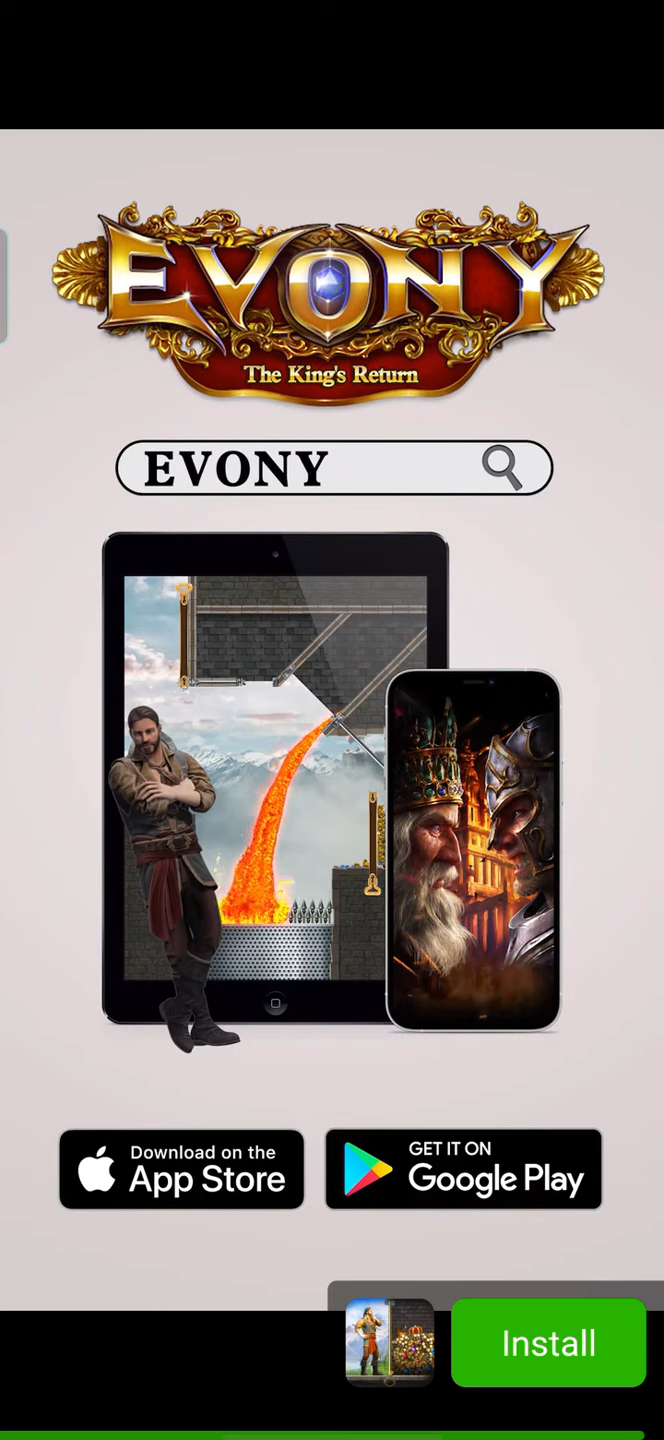 EVONY
The King's Return
EVONY
Download on the
App Store
GET IT ON
Google Play
Install